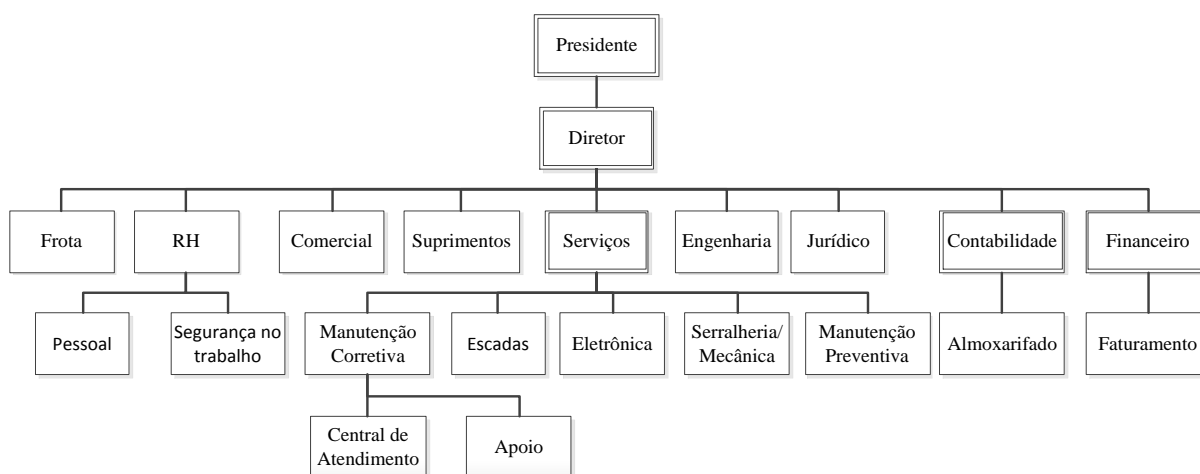 Presidente
Diretor
Frota
RH
Comercial
Suprimentos
Serviços
Engenharia
Jurídico
Contabilidade
Financeiro
Pessoal
Segurança no
trabalho
Manutenção
Corretiva
Escadas
Eletrônica
Serralheria/
Mecânica
Manutenção
Preventiva
Almoxarifado
Faturamento
Central de
Atendimento
Apoio